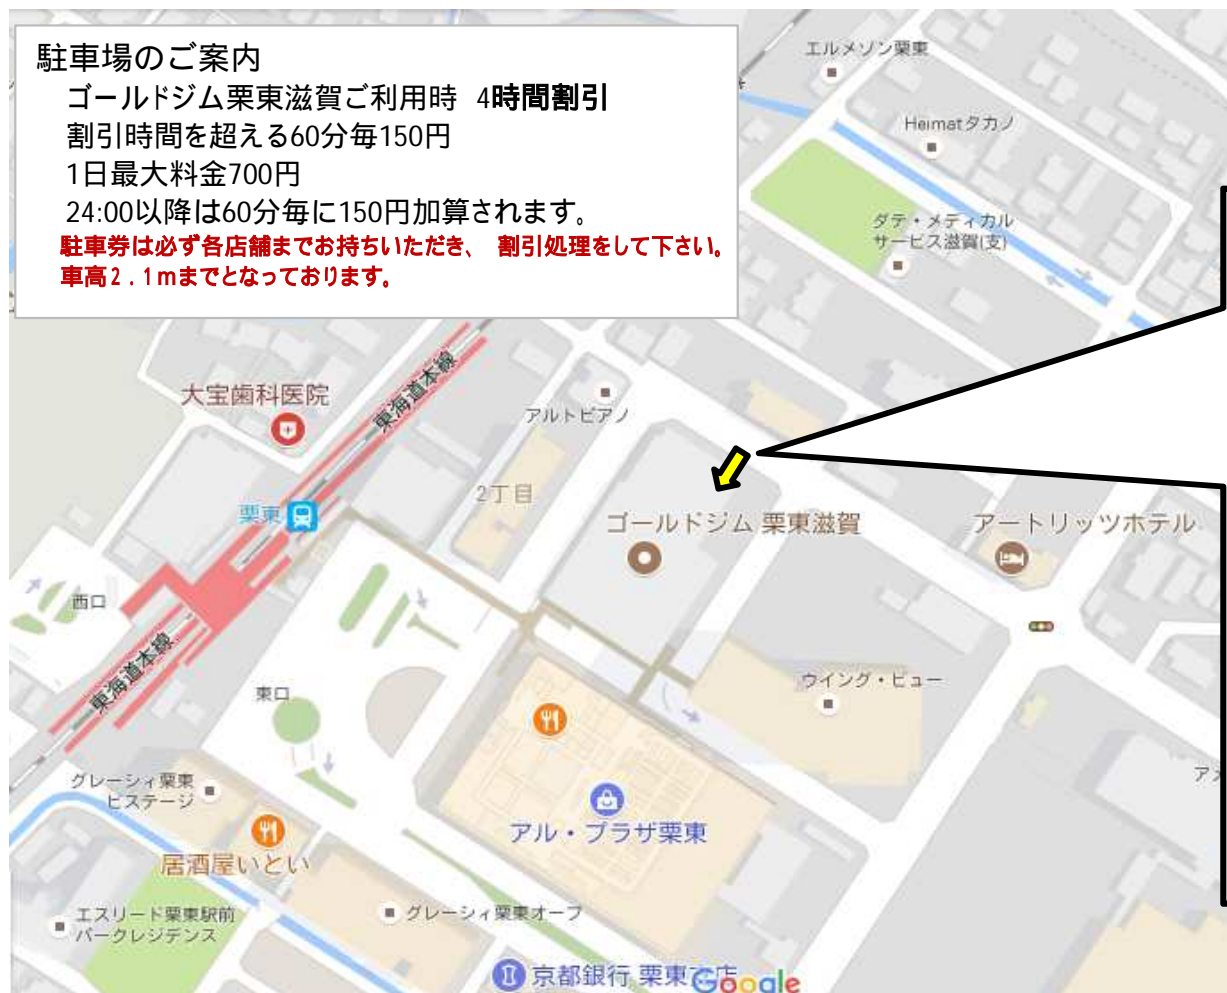 駐車場のご案内
ゴールドジム栗東滋賀ご利用時 4時間割引
割引時間を超える60分毎150円
1日最大料金700円
24:00以降は60分毎に150円加算されます。
駐車券は必ず各店舗までお持ちいただき、 割引処理をして下さい。
車高2.1mまでとなっております。
エルメゾン栗東
Heimatタカノ
ダテ・メディカル
サービス滋賀(支)
大宝歯科医院
東海道本線
アルトピアノ
2丁目
栗東
ゴールドジム 栗東滋賀
アートリッツホテル
西口
東海道本線
東口
ウイング・ビュー
グレーシィ栗東
ビステージ
アル・プラザ栗東
居酒屋いとい
エスリード栗東駅前
パークレジデンス
グレーシィ栗東オーブ
京都銀行 栗東
Google